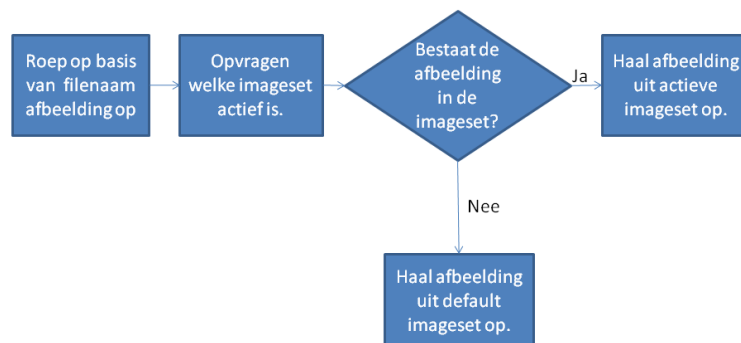 Roep op basis
van filenaam
afbeelding op
Opvragen
welke imageset
actief is.
Bestaat de
afbeelding
in de
imageset?
Ja
Haal afbeelding
uit actieve
imageset op.
Nee
Haal afbeelding
uit default
imageset op.